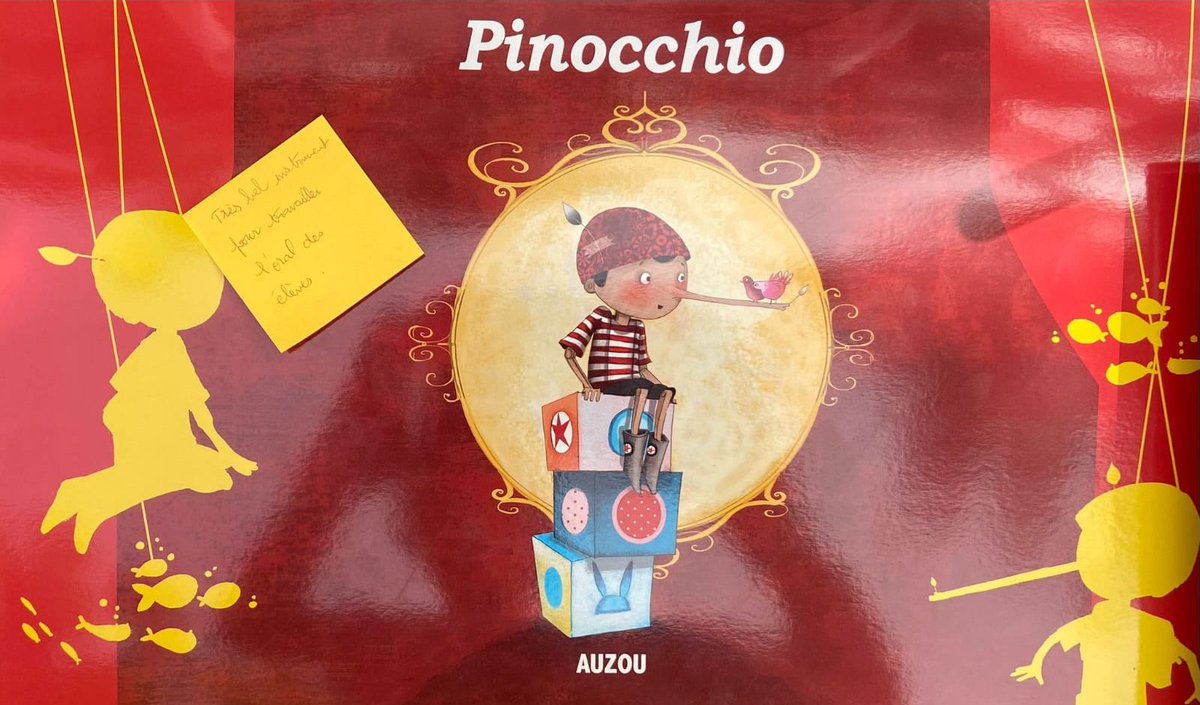 Pinocchio
Très bel instrument
pour travailler
l'oral des
élèves !
AUZOU